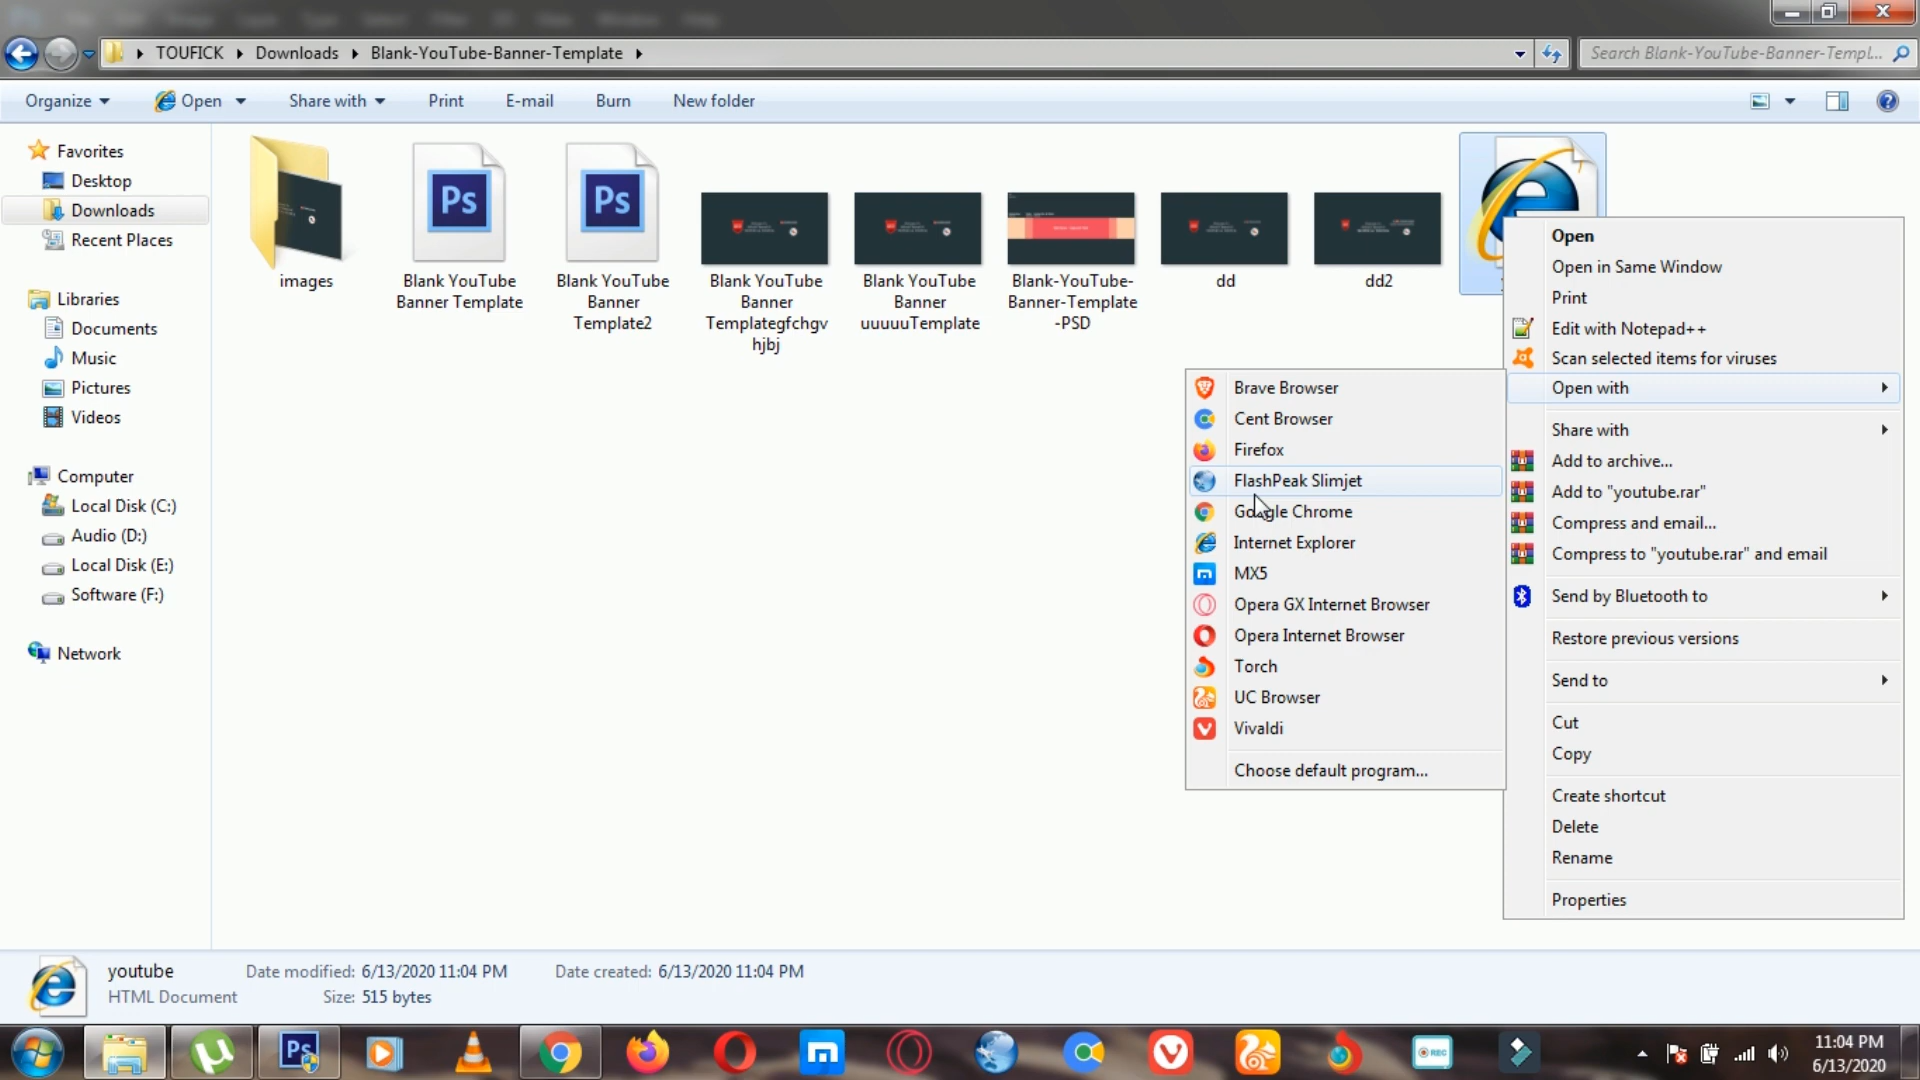 TOUFICK
Downloads
Blank-YouTube-Banner-Template
Search Blank-YouTube-Banner-Templ...
Organize
Open
Share with
Print
E-mail
Burn
New folder
Favorites
Desktop
Downloads
Recent Places
Libraries
Documents
Music
Pictures
Videos
Computer
Local Disk (C:)
Audio (D:)
Local Disk (E:)
Software (F:)
Network
images
Ps
Blank YouTube
Banner Template
Ps
Blank YouTube
Banner
Template2
Blank YouTube
Banner
Templategfchgv
hjbj
Blank YouTube
Banner
uuuuuTemplate
Blank-YouTube-
Banner-Template
-PSD
dd
dd2
Open
Open in Same Window
Print
Edit with Notepad++
Scan selected items for viruses
Open with
Share with
Add to archive...
Add to "youtube.rar"
Compress and email...
Compress to "youtube.rar" and email
Send by Bluetooth to
Restore previous versions
Send to
Cut
Copy
Create shortcut
Delete
Rename
Properties
Brave Browser
Cent Browser
Firefox
FlashPeak Slimjet
Google Chrome
Internet Explorer
MX5
Opera GX Internet Browser
Opera Internet Browser
Torch
UC Browser
Vivaldi
Choose default program...
youtube
HTML Document
Date modified: 6/13/2020 11:04 PM
Size: 515 bytes
Date created: 6/13/2020 11:04 PM
Ps
REC
11:04 PM
6/13/2020